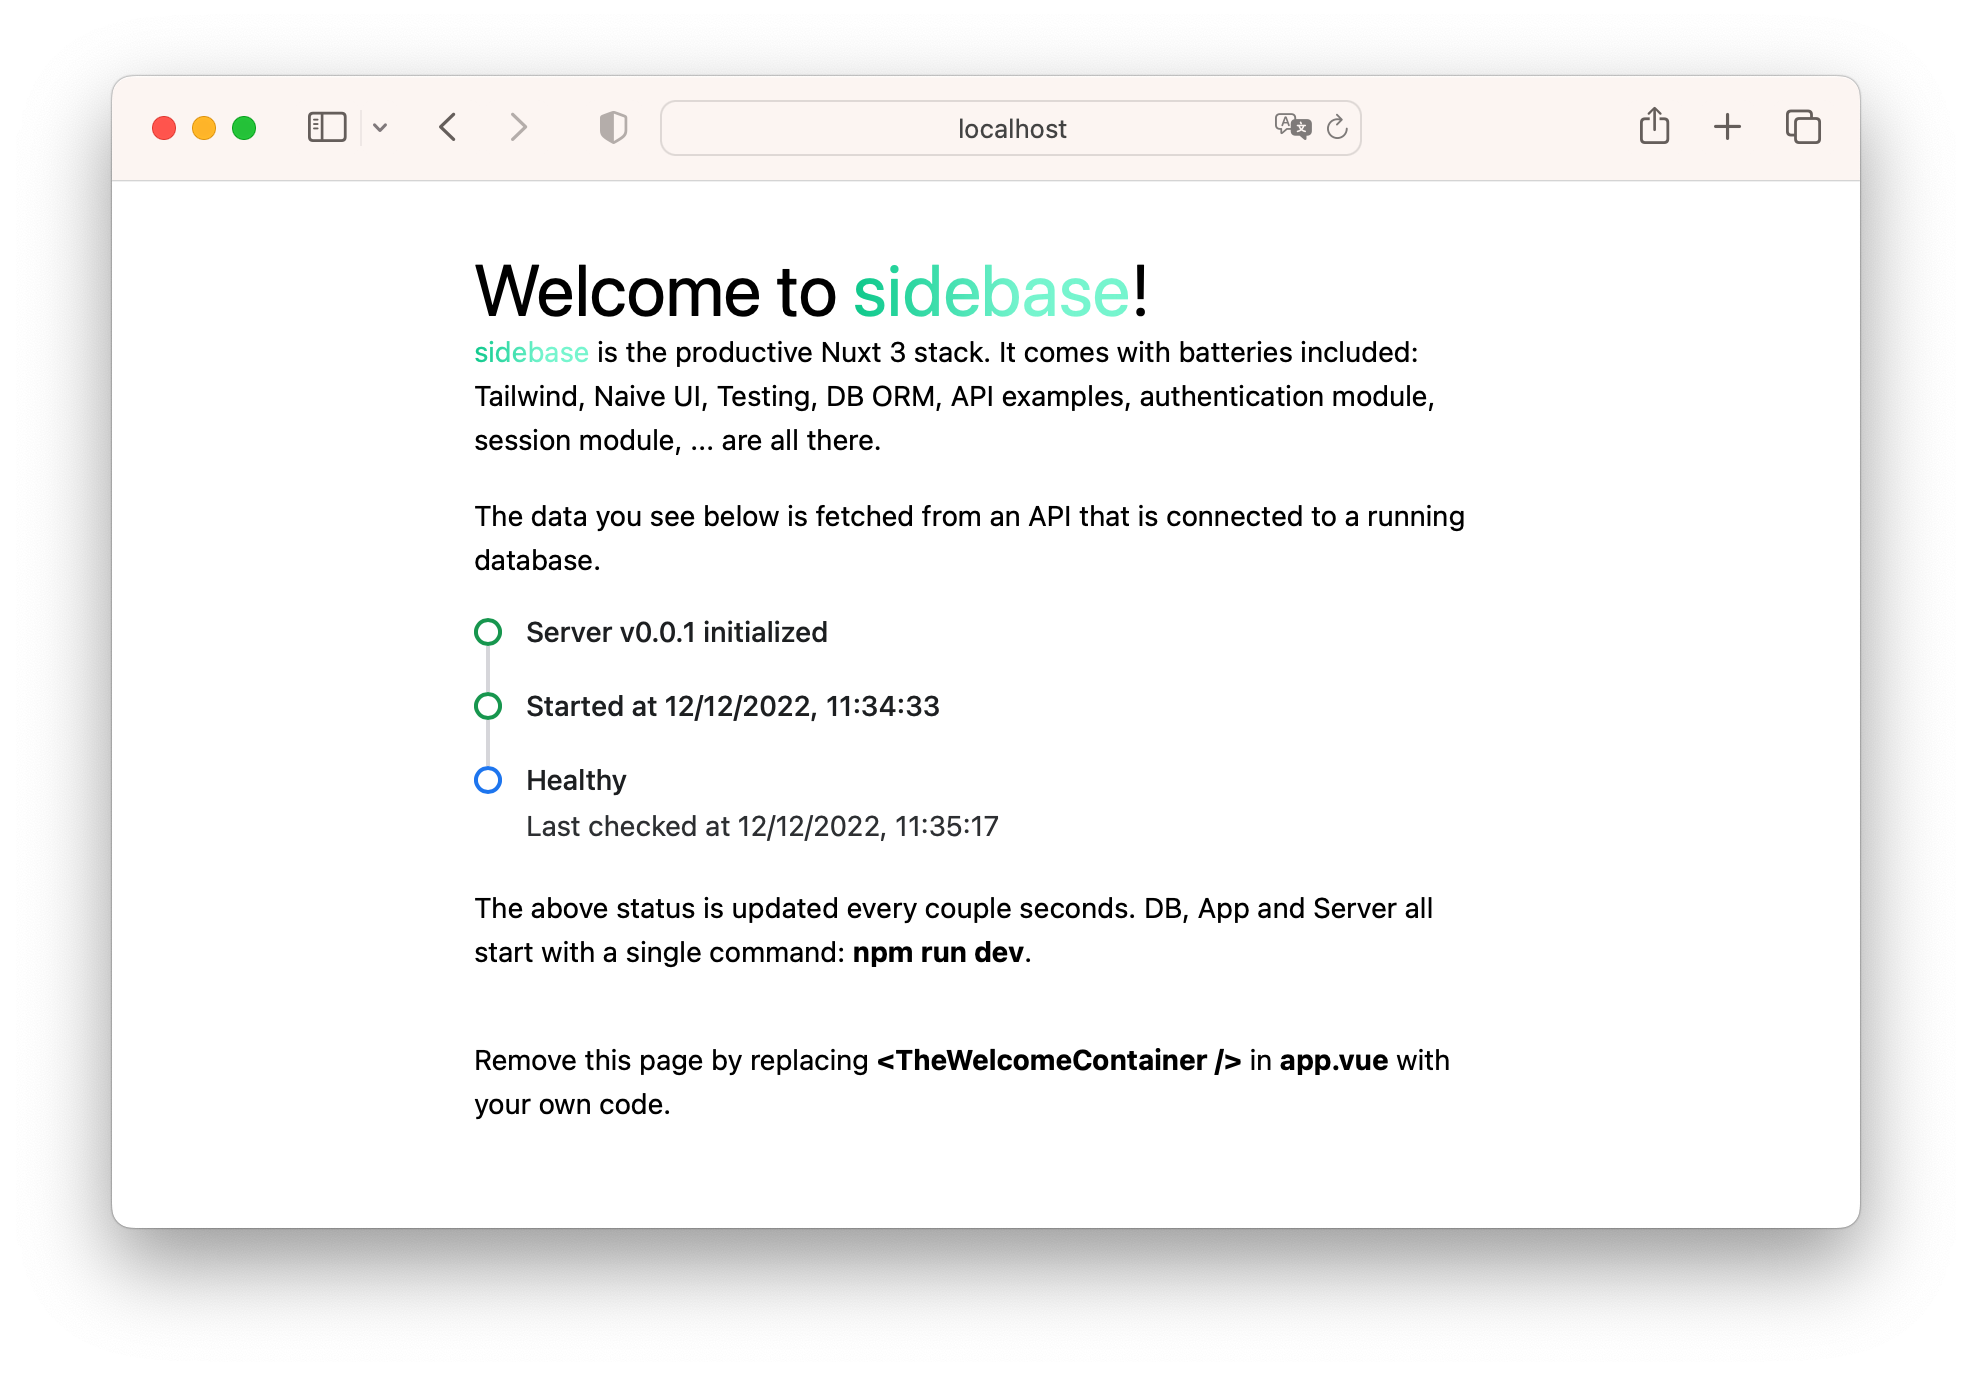 localhost
Welcome to sidebase!
sidebase is the productive Nuxt 3 stack. It comes with batteries included:
Tailwind, Naive UI, Testing, DB ORM, API examples, authentication module,
session module, ... are all there.
The data you see below is fetched from an API that is connected to a running
database.
Server v0.0.1 initialized
Started at 12/12/2022, 11:34:33
Healthy
Last checked at 12/12/2022, 11:35:17
The above status is updated every couple seconds. DB, App and Server all
start with a single command: npm run dev.
Remove this page by replacing <TheWelcomeContainer /> in app.vue with
your own code.